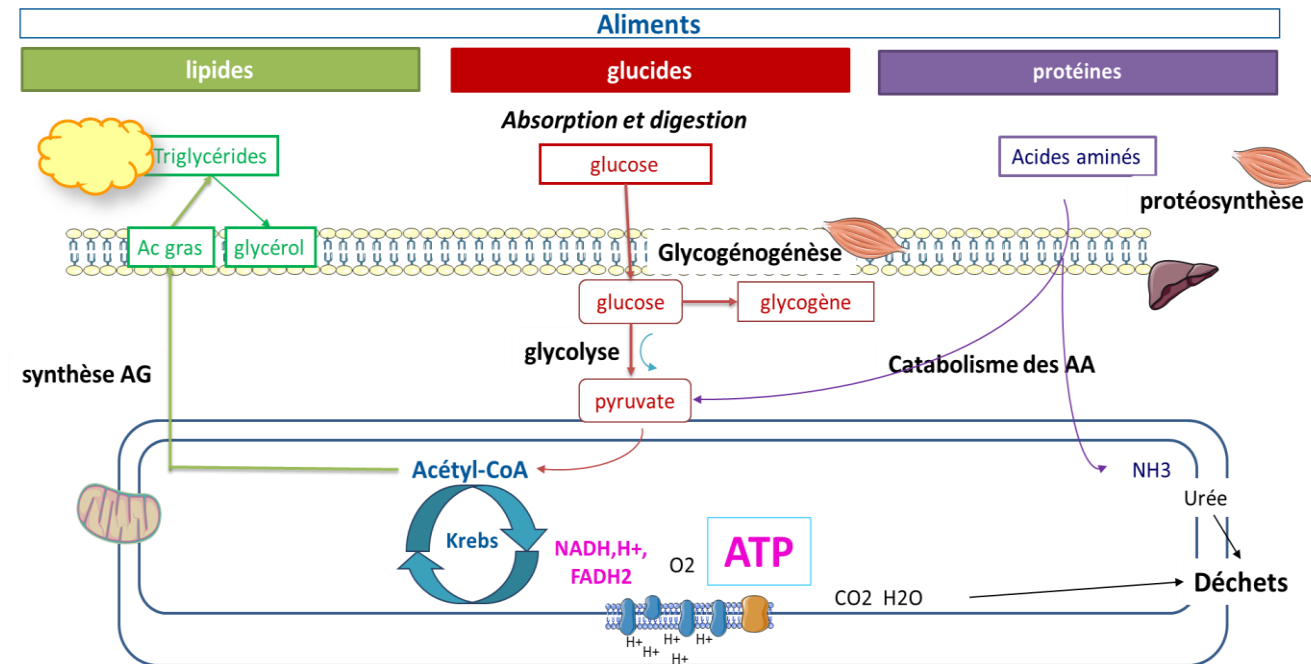 Aliments
lipides
glucides
protéines
Absorption et digestion
Triglycérides
glucose
Acides aminés
protéosynthèse
Ac gras
glycérol
Glycogénogénèse
glucose
glycogène
glycolyse
synthèse AG
Catabolisme des AA
pyruvate
Acétyl-CoA
NH3
Urée
Krebs
NADH,H+,
FADH2
O2
ATP
Déchets
CO2 H2O
H+
H+
H+
H+
H+